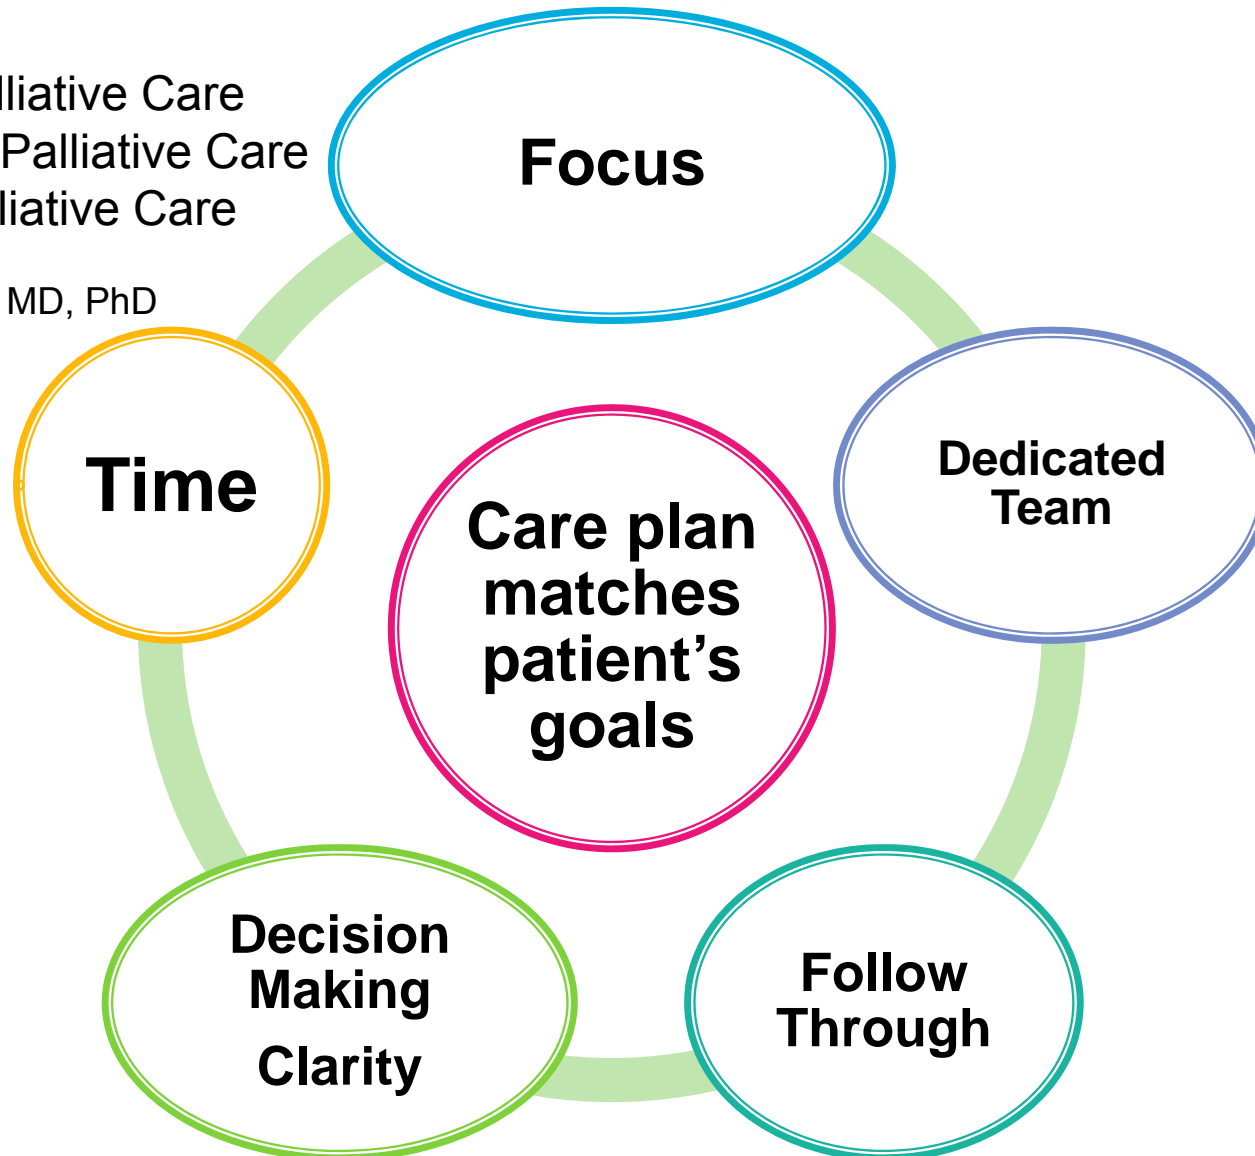 lliative Care
Palliative Care
liative Care
MD, PhD
Focus
Time
Dedicated
Team
Care plan
matches
patient’s
goals
Decision
Making
Clarity
Follow
Through